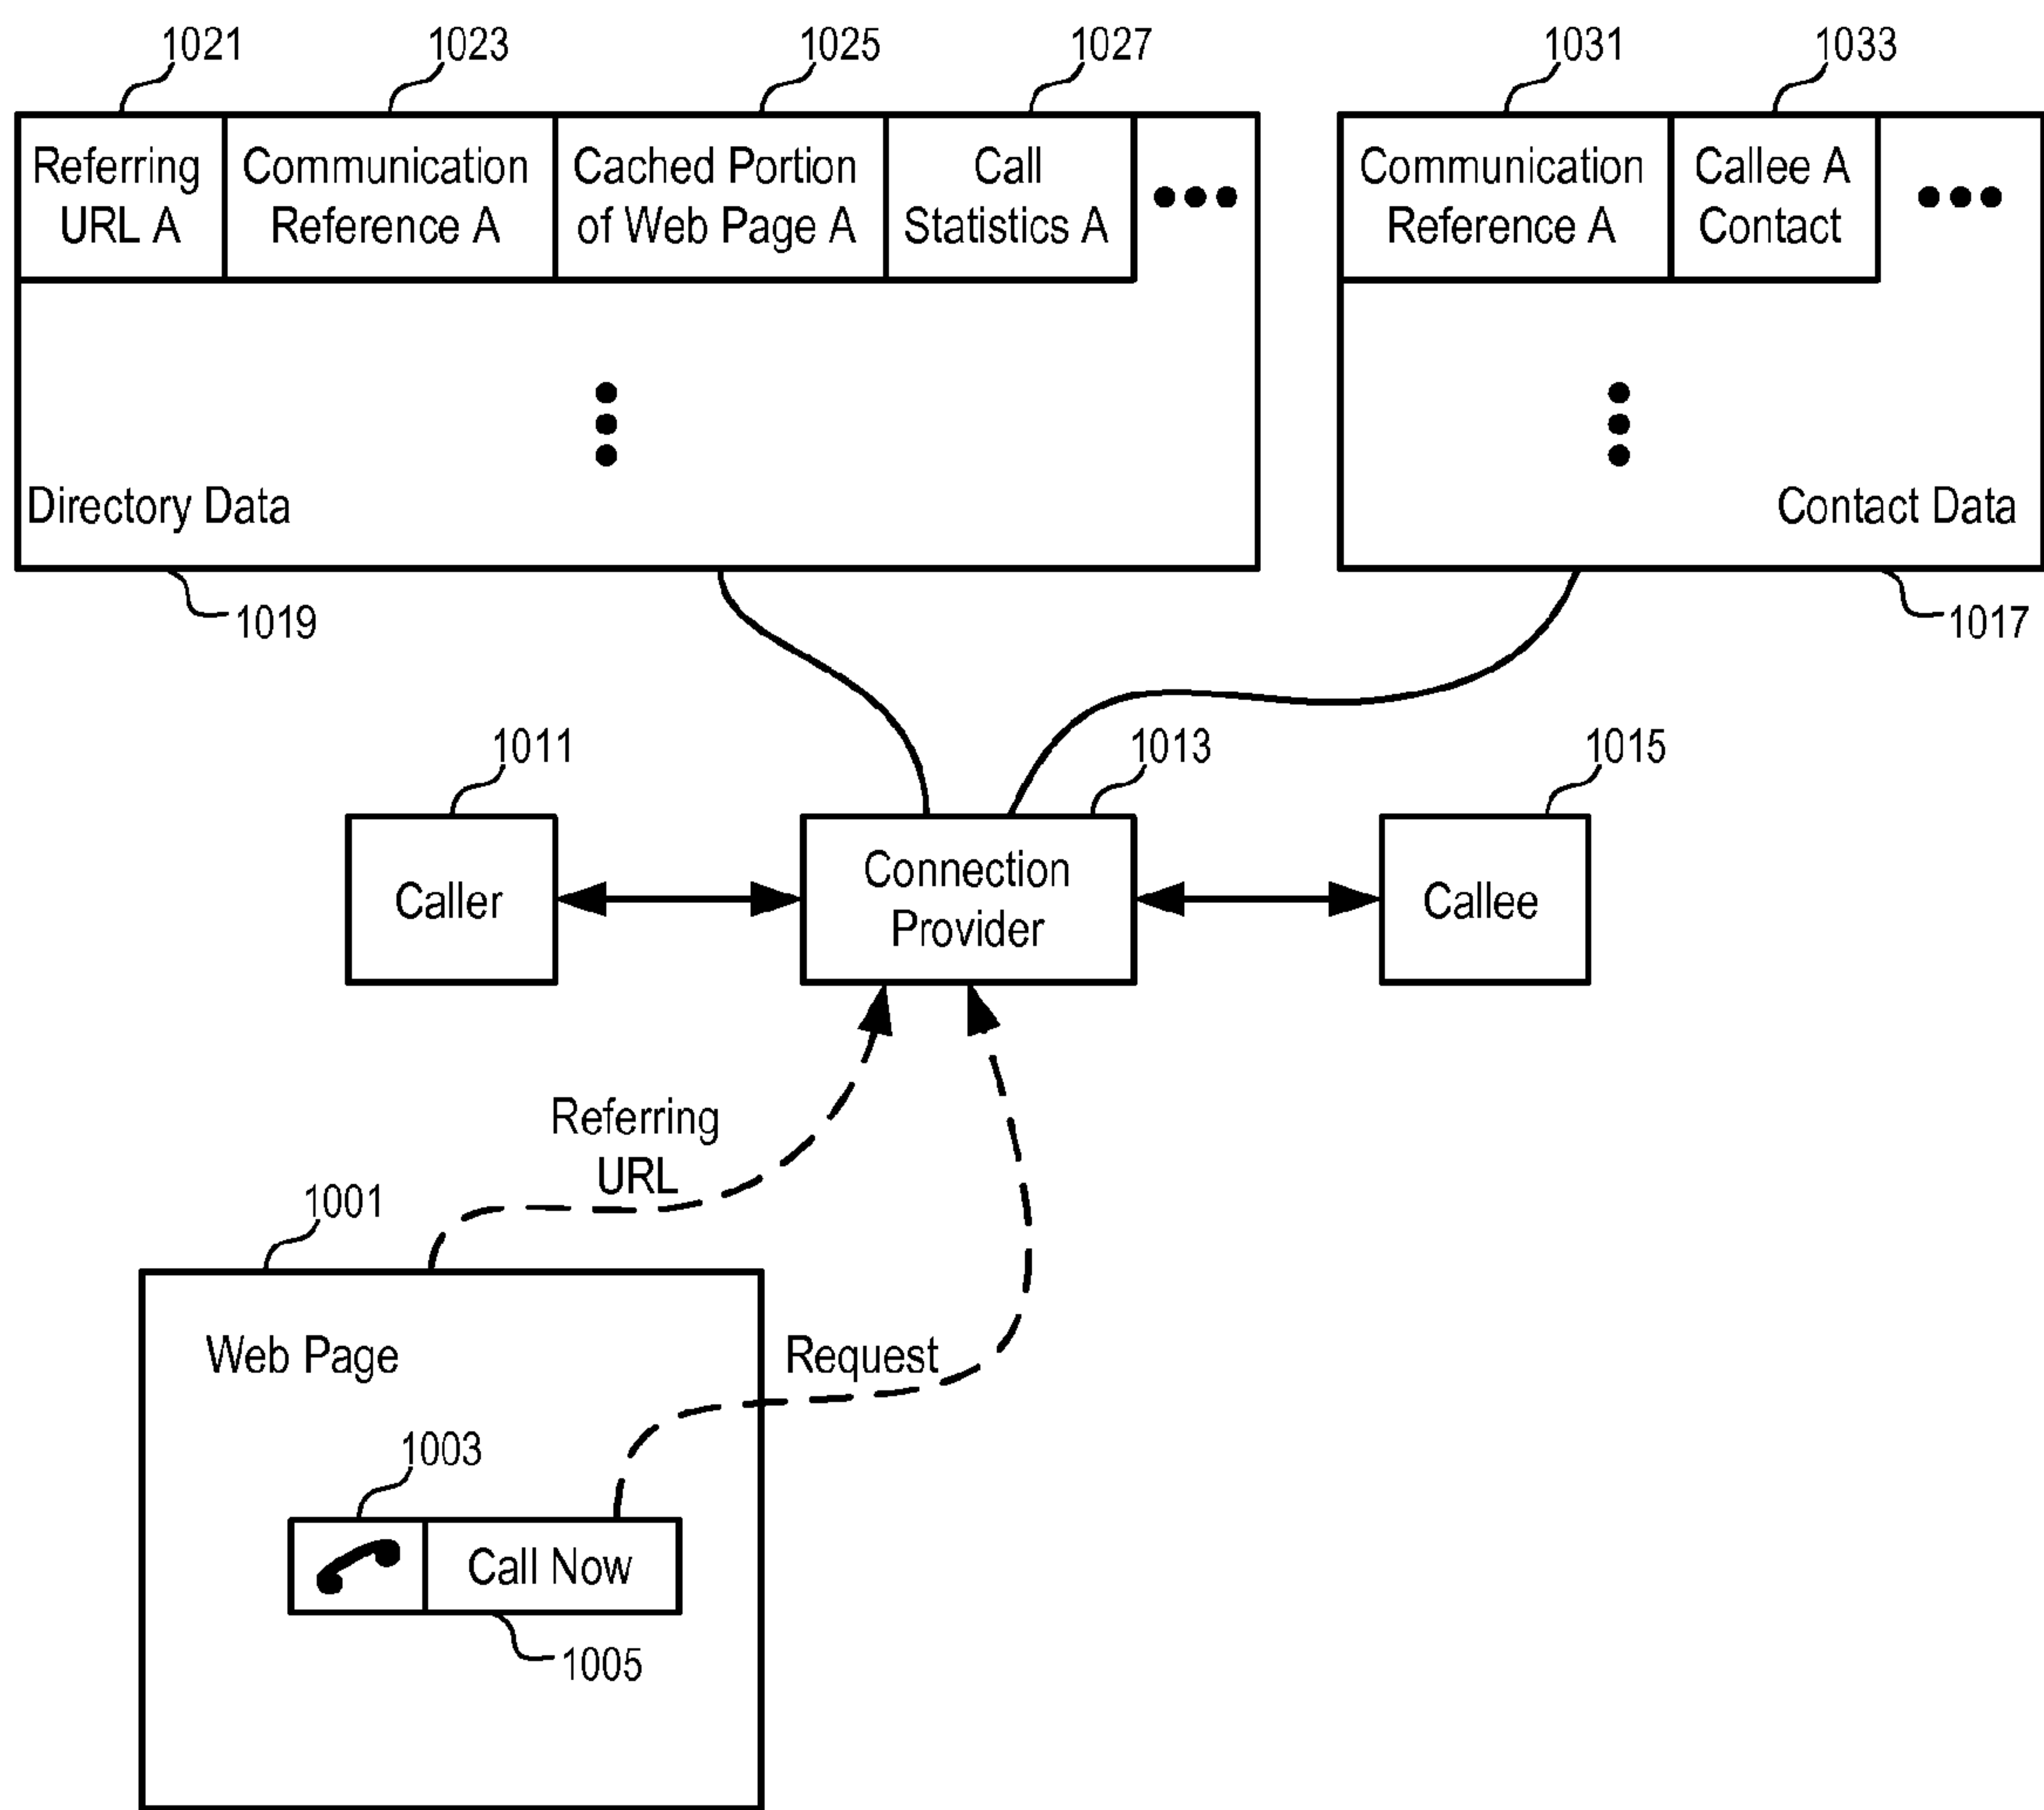 1021
1023
1025
1027
1031
1033
Referring
URL A
Communication
Reference A
Cached Portion
of Web Page A
Call
Statistics A
Communication
Reference A
Callee A
Contact
Directory Data
Contact Data
1019
1017
1011
1013
1015
Caller
Connection
Provider
Callee
Referring
URL
1001
Web Page
Request
1003
Call Now
1005